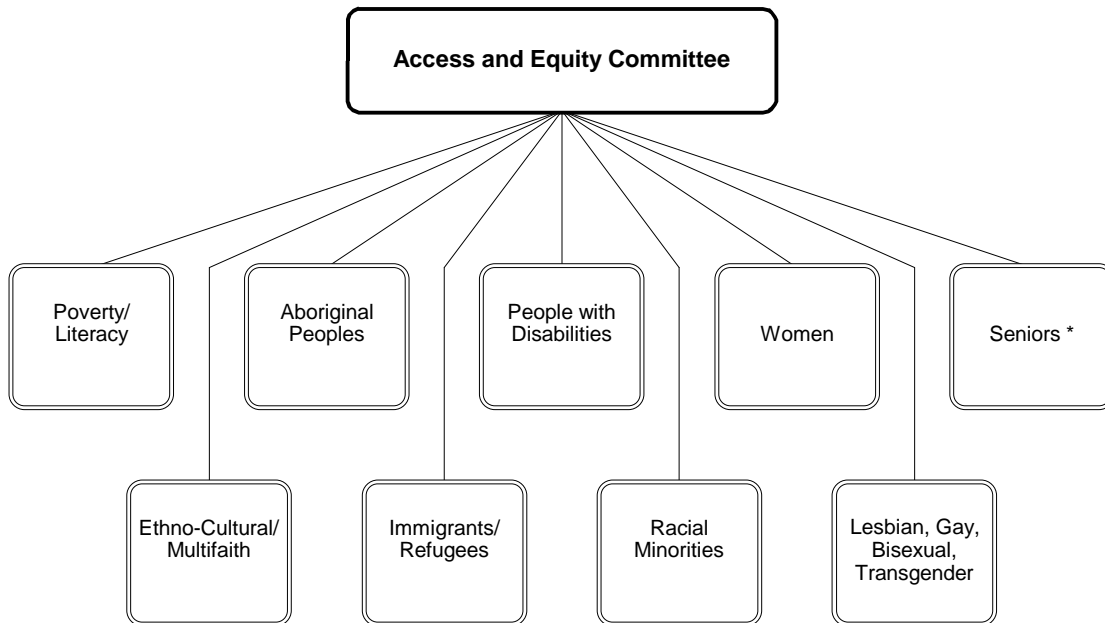 Access and Equity Committee
Poverty/
Literacy
Aboriginal
Peoples
People with
Disabilities
Women
Seniors *
Ethno-Cultural/
Multifaith
Immigrants/
Refugees
Racial
Minorities
Lesbian, Gay,
Bisexual,
Transgender